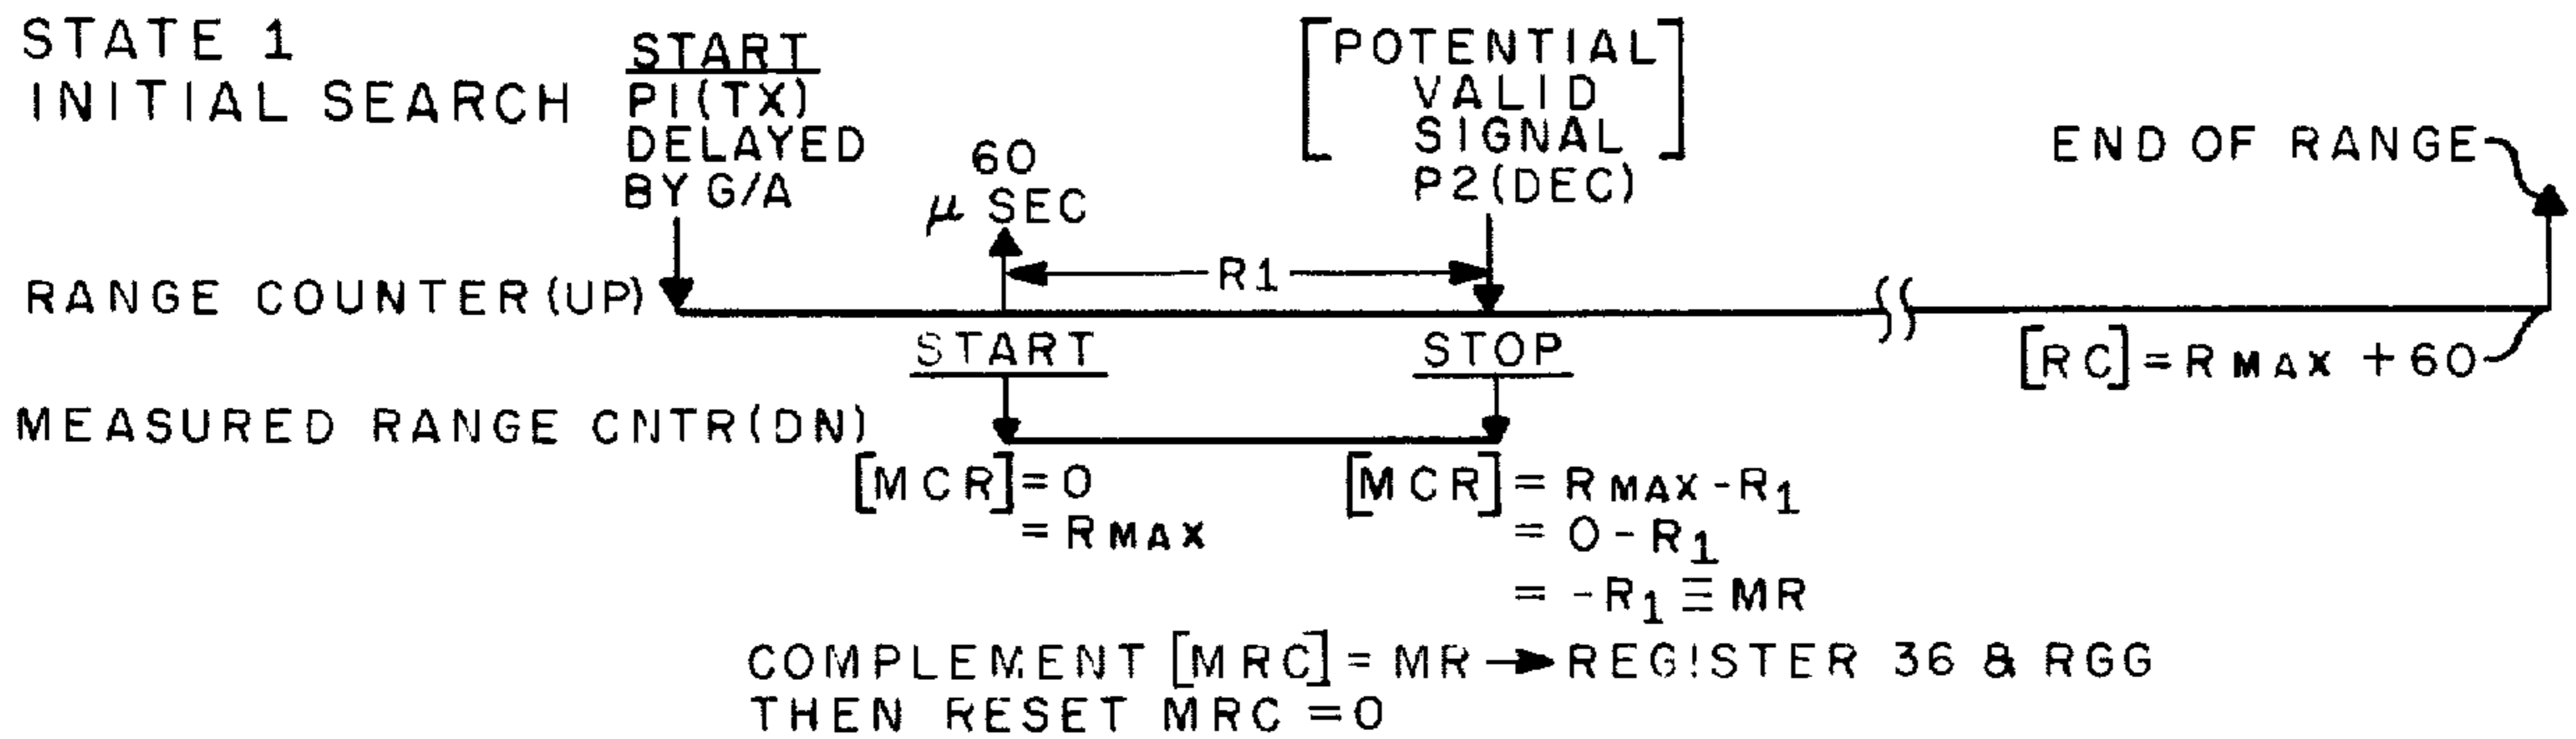 STATE 1
INITIAL SEARCH
START
P1(TX)
DELAYED
BY G/A
60
μ SEC
[POTENTIAL
VALID
SIGNAL]
P2(DEC)
END OF RANGE
R1
RANGE COUNTER(UP)
START
STOP
[RC]=RMAX +60
MEASURED RANGE CNTR(DN)
[MCR]=0
=RMAX
[MCR]=RMAX-R1
=0-R1
=-R1≡MR
COMPLEMENT [MRC]=MR→REGISTER 36 & RGG
THEN RESET MRC=0